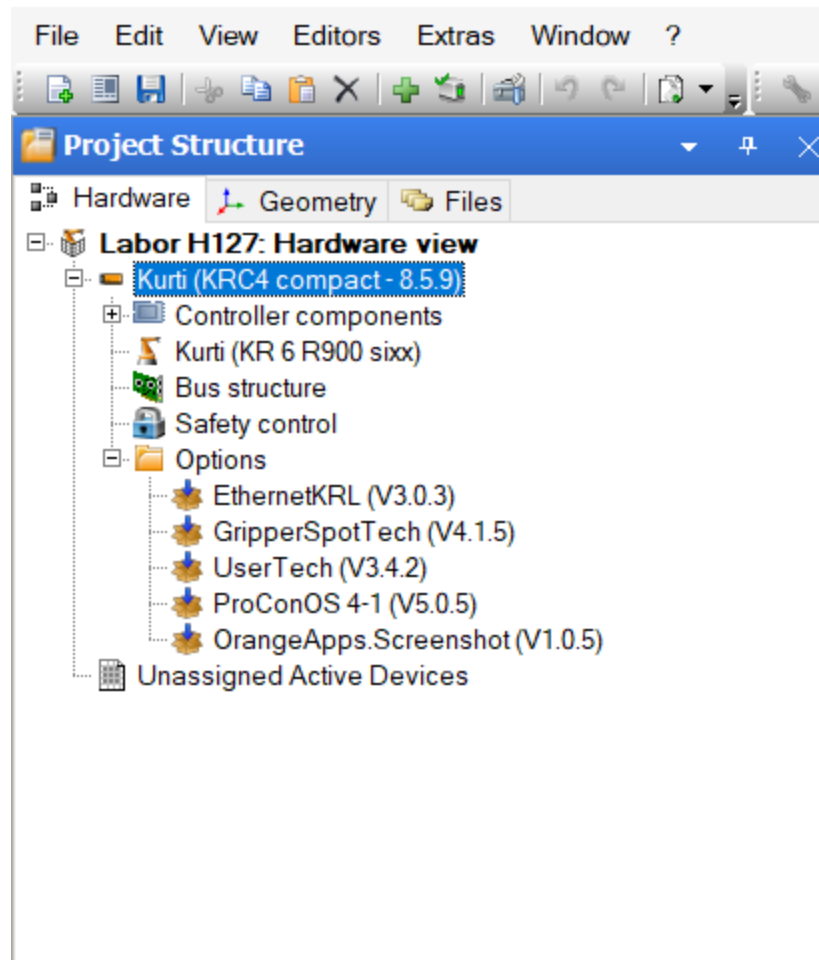 File Edit View Editors Extras Window ?
Project Structure
Hardware Geometry Files
Labor H127: Hardware view
Kurti (KRC4 compact - 8.5.9)
Controller components
Kurti (KR 6 R900 sixx)
Bus structure
Safety control
Options
EthernetKRL (V3.0.3)
GripperSpotTech (V4.1.5)
UserTech (V3.4.2)
ProConOS 4-1 (V5.0.5)
OrangeApps.Screenshot (V1.0.5)
Unassigned Active Devices